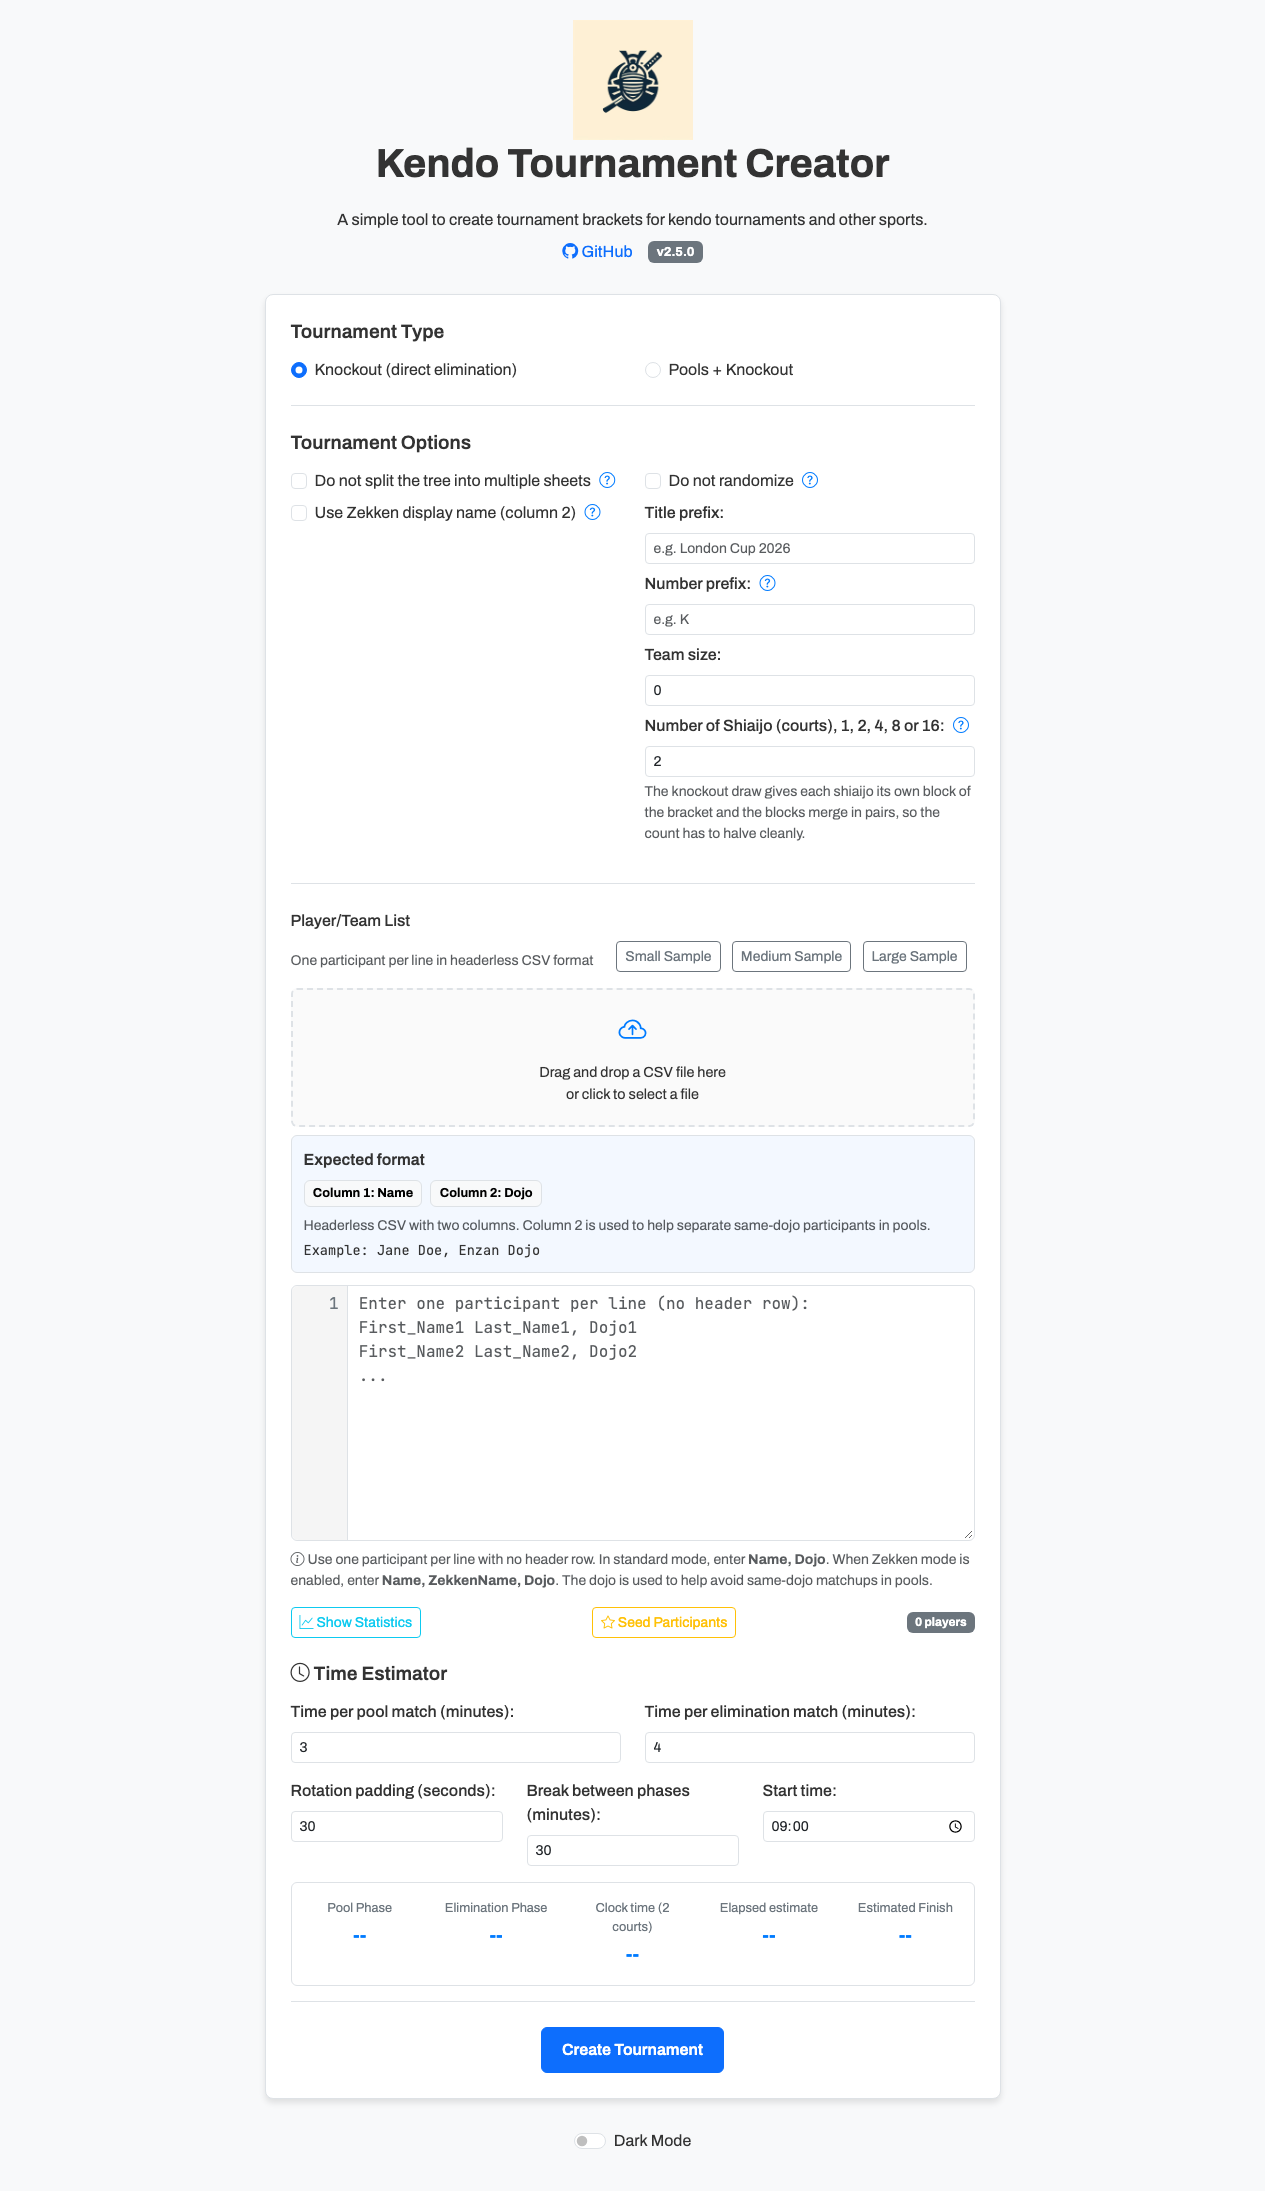 Kendo Tournament Creator
A simple tool to create tournament brackets for kendo tournaments and other sports.
GitHub v2.5.0
Tournament Type
Knockout (direct elimination) Pools + Knockout
Tournament Options
Do not split the tree into multiple sheets ?
Use Zekken display name (column 2) ?
Do not randomize ?
Title prefix:
e.g. London Cup 2026
Number prefix: ?
e.g. K
Team size:
0
Number of Shiaijo (courts), 1, 2, 4, 8 or 16: ?
2
The knockout draw gives each shiaijo its own block of
the bracket and the blocks merge in pairs, so the
count has to halve cleanly.
Player/Team List
One participant per line in headerless CSV format
Small Sample Medium Sample Large Sample
Drag and drop a CSV file here
or click to select a file
Expected format
Column 1: Name Column 2: Dojo
Headerless CSV with two columns. Column 2 is used to help separate same-dojo participants in pools.
Example: Jane Doe, Enzan Dojo
1 Enter one participant per line (no header row):
First_Name1 Last_Name1, Dojo1
First_Name2 Last_Name2, Dojo2
...
Use one participant per line with no header row. In standard mode, enter Name, Dojo. When Zekken mode is
enabled, enter Name, ZekkenName, Dojo. The dojo is used to help avoid same-dojo matchups in pools.
Show Statistics Seed Participants 0 players
Time Estimator
Time per pool match (minutes):
3
Time per elimination match (minutes):
4
Rotation padding (seconds):
30
Break between phases
(minutes):
30
Start time:
09:00
Pool Phase
--
Elimination Phase
--
Clock time (2
courts)
--
Elapsed estimate
--
Estimated Finish
--
Create Tournament
Dark Mode